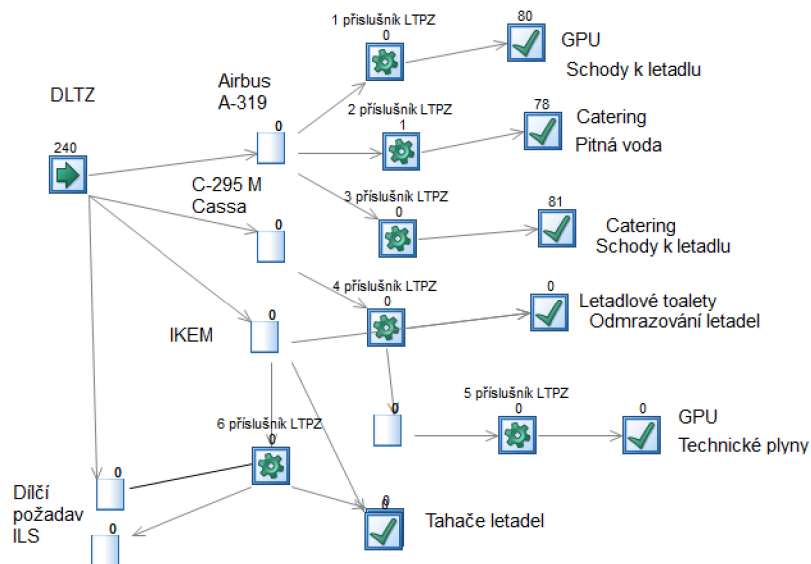 1 příslušník LTPZ
0
80
GPU
Schody k letadlu
DLTZ
240
Airbus
A-319
0
2 příslušník LTPZ
1
78
Catering
Pitná voda
C-295 M
Cassa
0
3 příslušník LTPZ
0
81
Catering
Schody k letadlu
4 příslušník LTPZ
0
0
Letadlové toalety
Odmrazování letadel
IKEM
0
5 příslušník LTPZ
0
0
0
GPU
Technické plyny
6 příslušník LTPZ
0
Dílčí
požadav
ILS
0
0
0
Tahače letadel